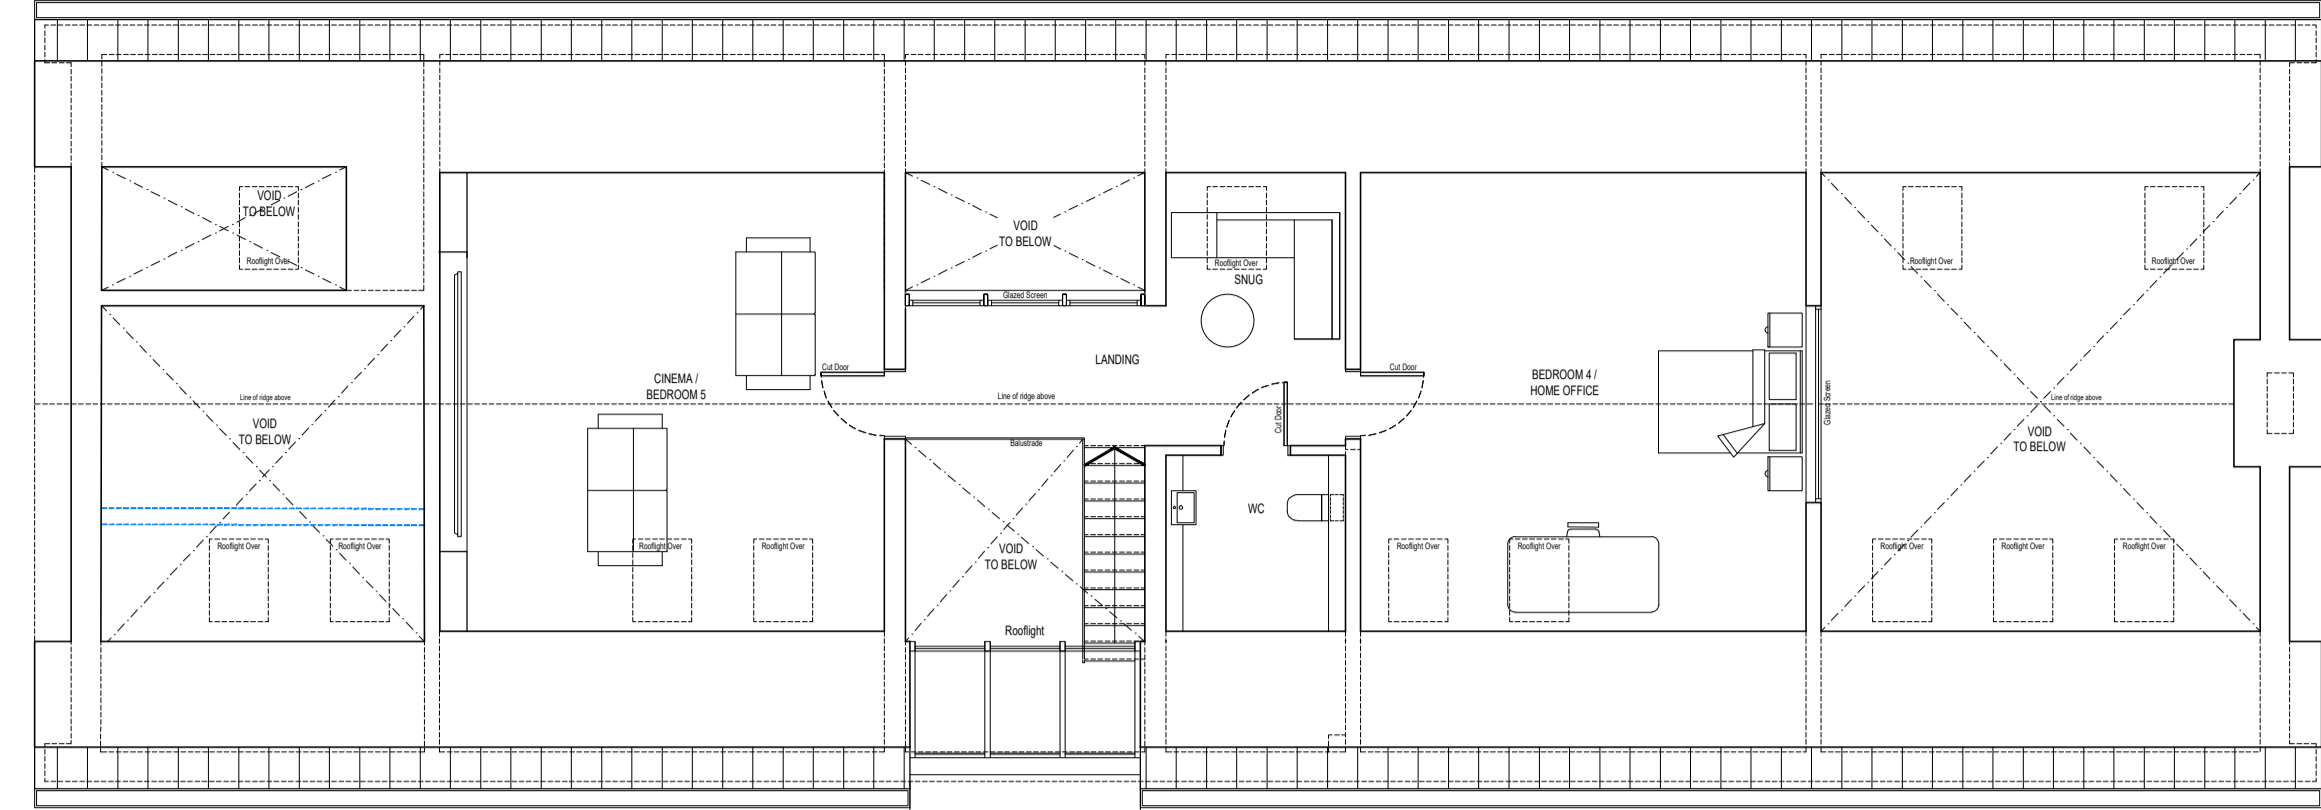 VOID
TO BELOW
Rooflight Over
VOID
TO BELOW
Glazed Screen
Rooflight Over
SNUG
Rooflight Over
Rooflight Over
LANDING
Cut Door
CINEMA /
BEDROOM 5
Cut Door
BEDROOM 4 /
HOME OFFICE
Glazed Screen
Line of ridge above
Line of ridge above
Line of ridge above
VOID
TO BELOW
Cut Door
VOID
TO BELOW
Balustrade
WC
VOID
TO BELOW
Rooflight Over
Rooflight Over
Rooflight Over
Rooflight Over
Rooflight Over
Rooflight Over
Rooflight Over
Rooflight Over
Rooflight Over
Rooflight